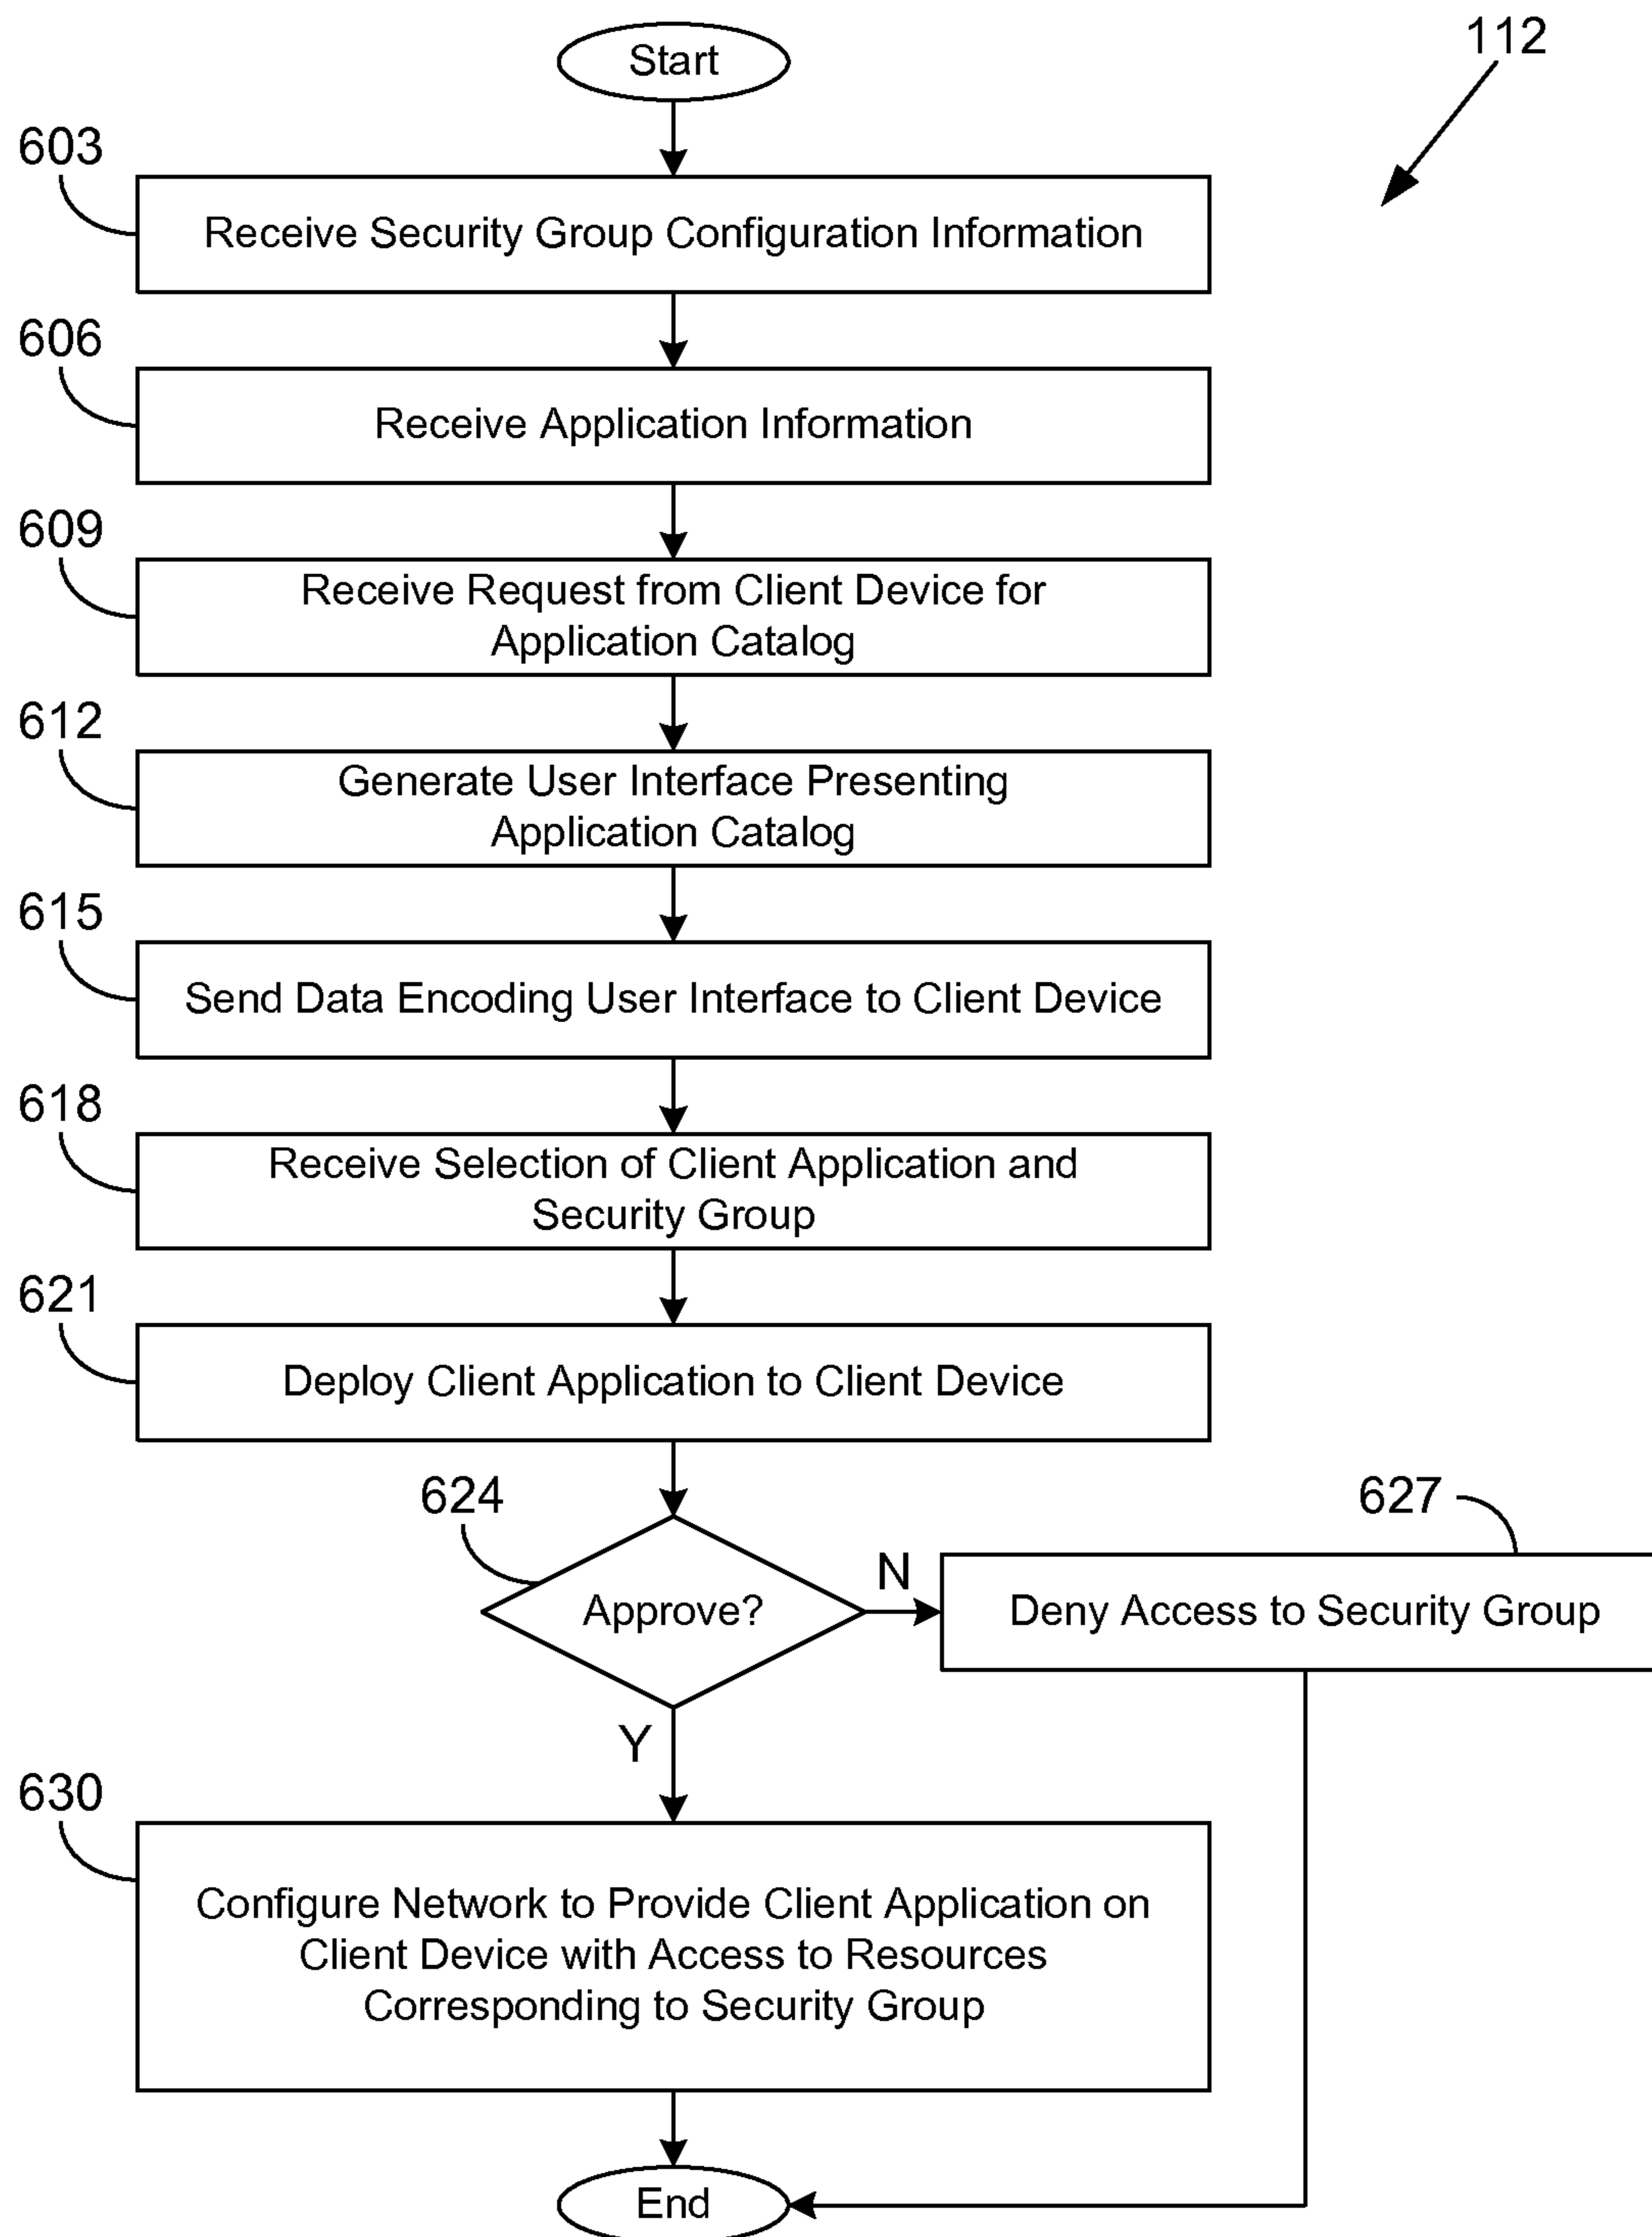 Start
112
603
Receive Security Group Configuration Information
606
Receive Application Information
609
Receive Request from Client Device for
Application Catalog
612
Generate User Interface Presenting
Application Catalog
615
Send Data Encoding User Interface to Client Device
618
Receive Selection of Client Application and
Security Group
621
Deploy Client Application to Client Device
624
Approve?
N
627
Deny Access to Security Group
Y
630
Configure Network to Provide Client Application on
Client Device with Access to Resources
Corresponding to Security Group
End